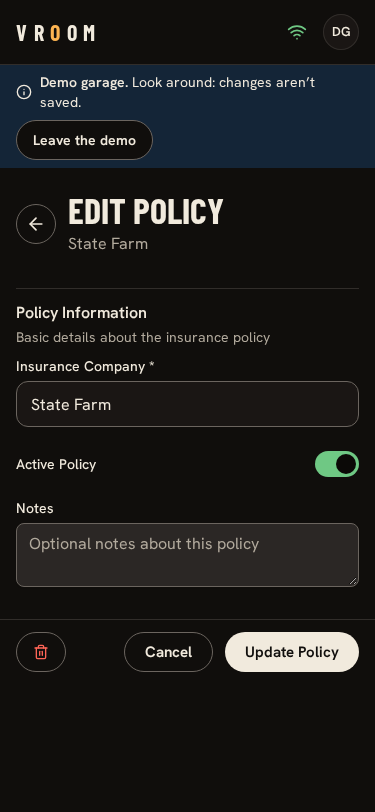 VROOM
DG
Demo garage. Look around: changes aren’t
saved.
Leave the demo
EDIT POLICY
State Farm
Policy Information
Basic details about the insurance policy
Insurance Company *
State Farm
Active Policy
Notes
Optional notes about this policy
Cancel
Update Policy